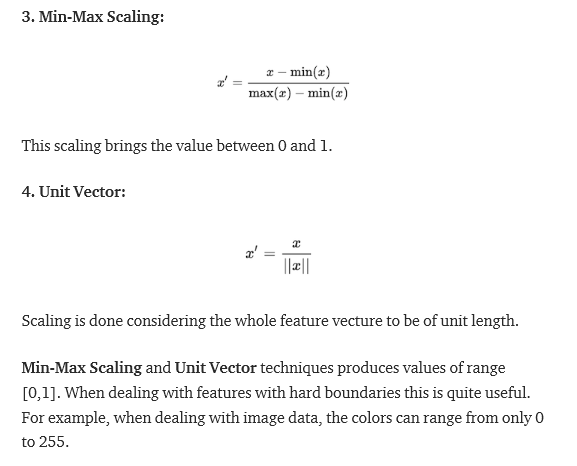 3. Min-Max Scaling:
x′ = (x − min(x)) / (max(x) − min(x))
This scaling brings the value between 0 and 1.
4. Unit Vector:
x′ = x / ||x||
Scaling is done considering the whole feature vecture to be of unit length.
Min-Max Scaling and Unit Vector techniques produces values of range
[0,1]. When dealing with features with hard boundaries this is quite useful.
For example, when dealing with image data, the colors can range from only 0
to 255.